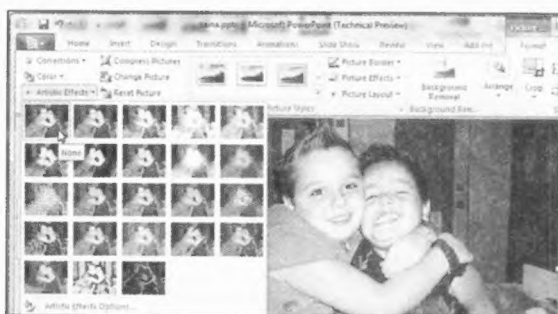 Microsoft PowerPoint (Technical Preview)
Home Insert Design Transitions Animations Slide Show Review View Add-Ins Format
Corrections Compress Pictures Picture Border
Color Change Picture Picture Effects
Artistic Effects Reset Picture Picture Layout
Background Removal Arrange Crop
Picture Styles
None
Artistic Effects Options...